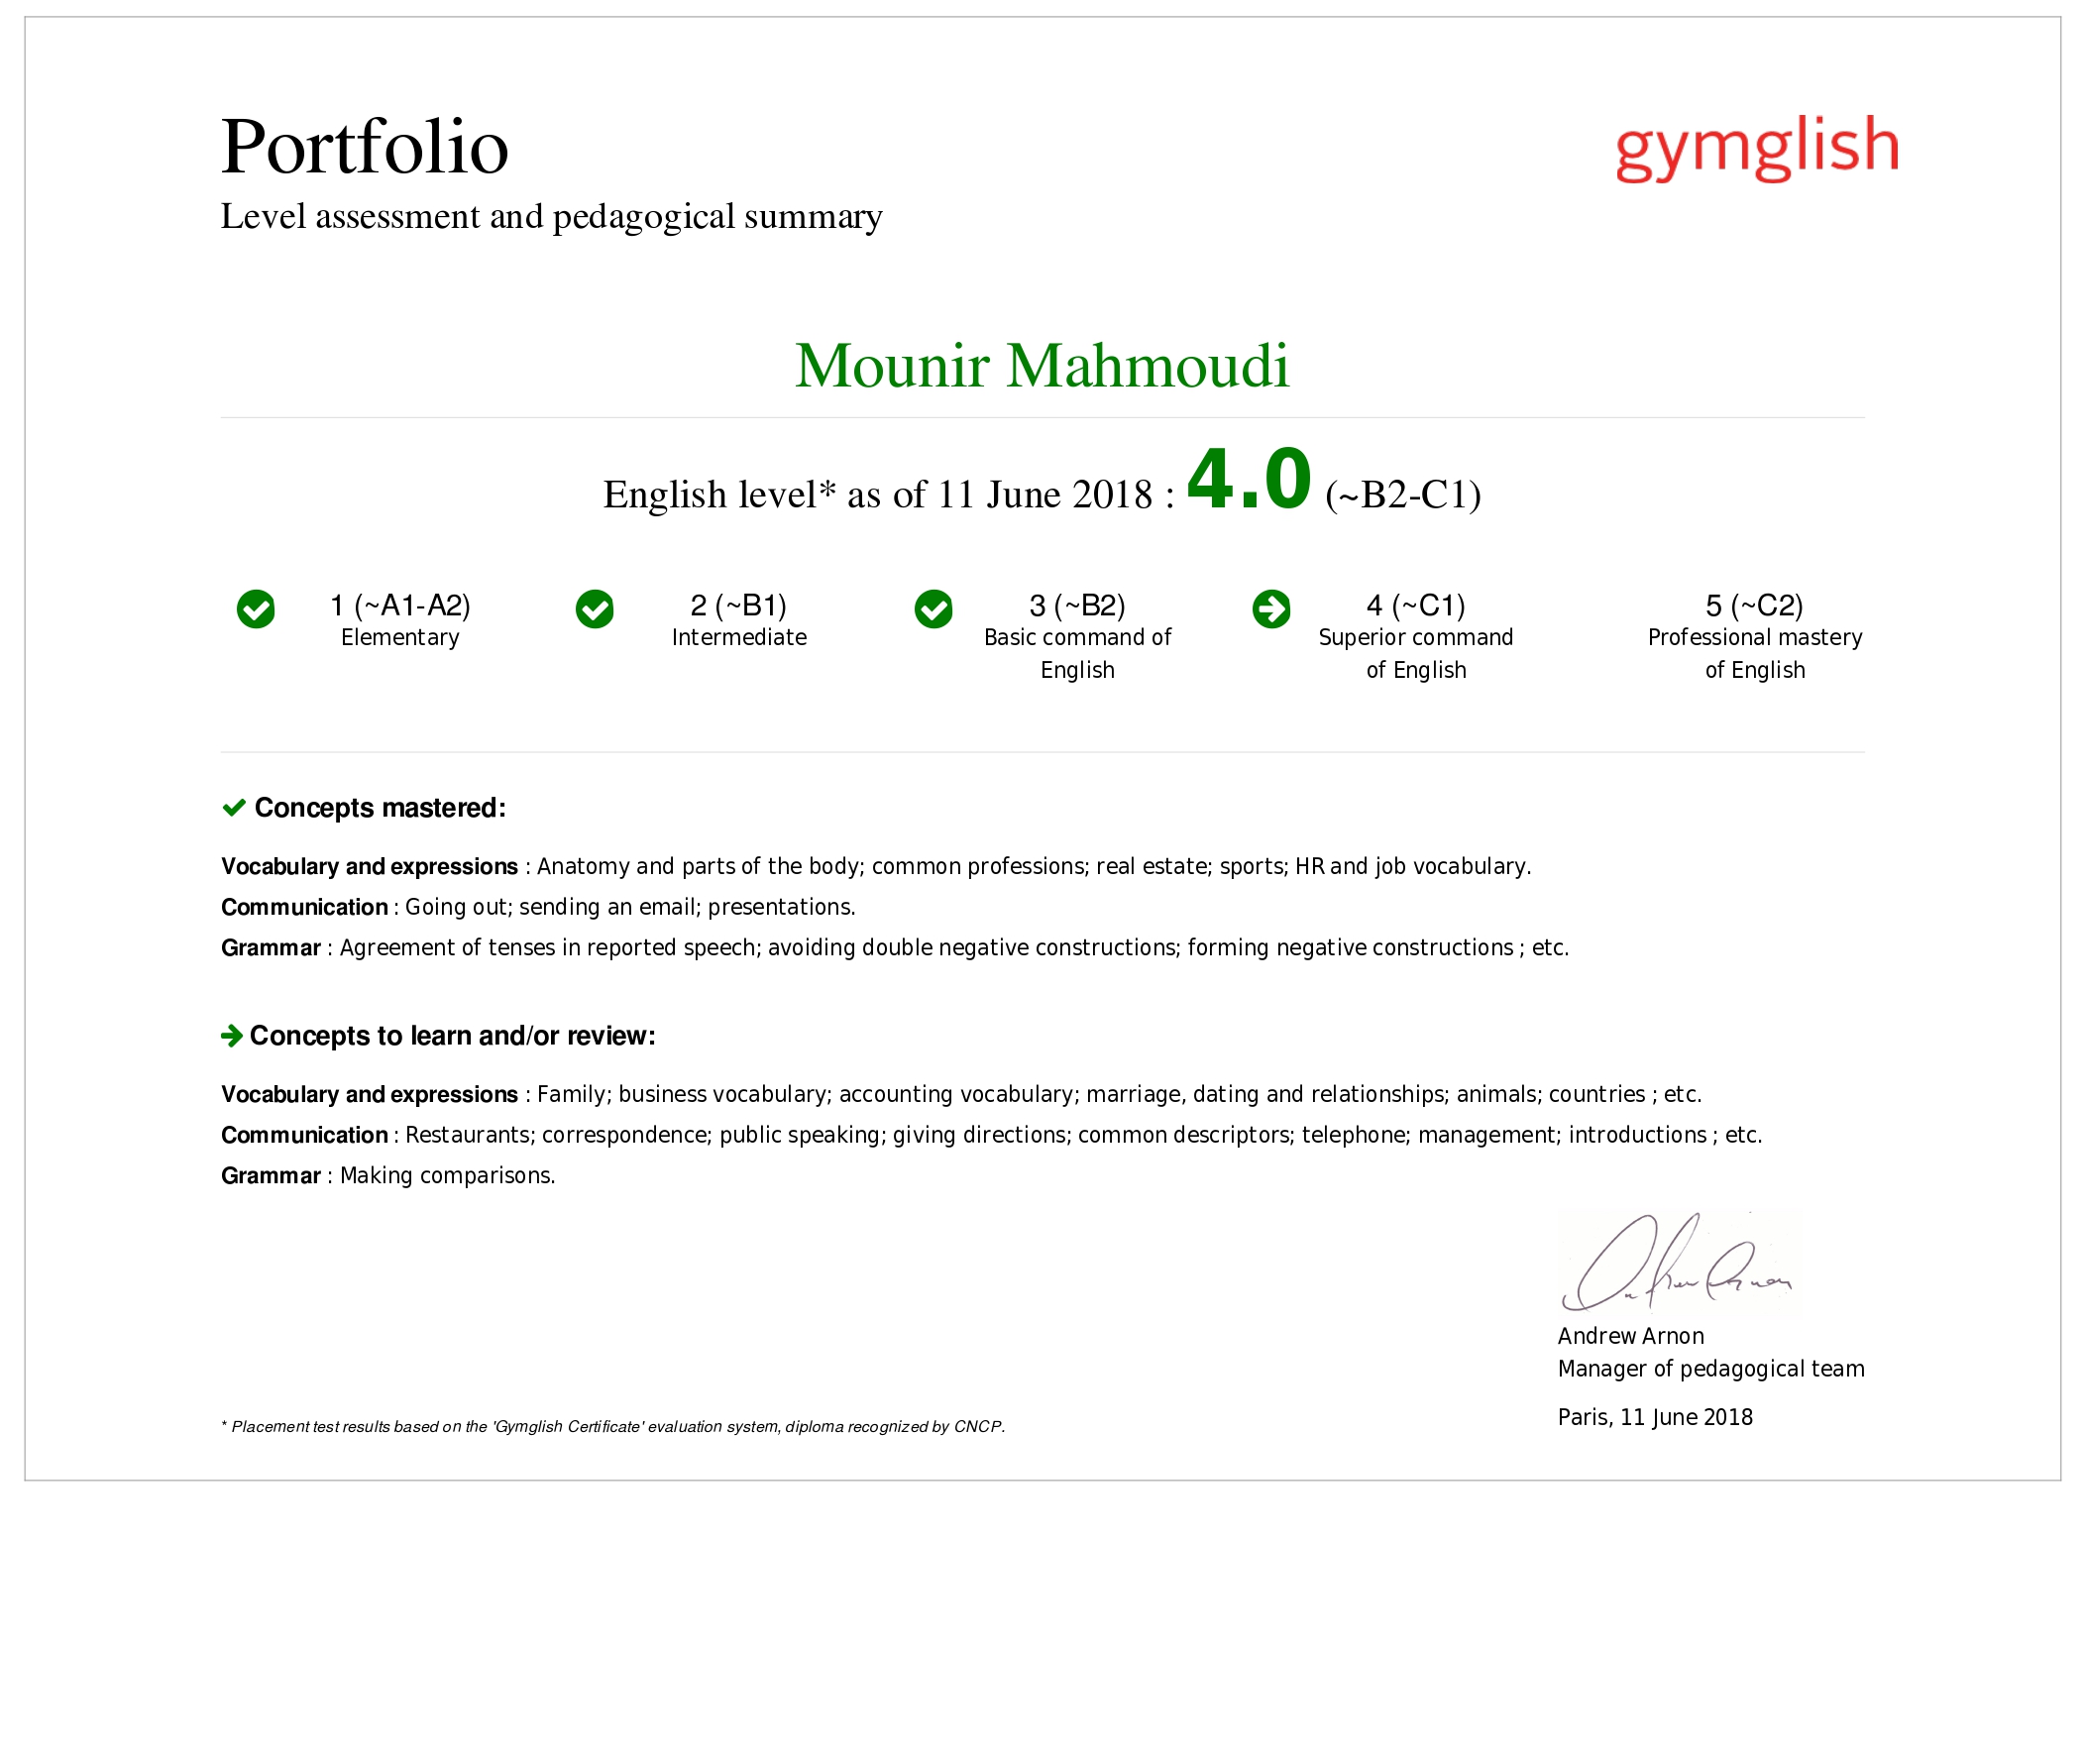 Portfolio
gymglish
Level assessment and pedagogical summary
Mounir Mahmoudi
English level* as of 11 June 2018 : 4.0 (~B2-C1)
1 (~A1-A2)
Elementary
2 (~B1)
Intermediate
3 (~B2)
Basic command of
English
4 (~C1)
Superior command
of English
5 (~C2)
Professional mastery
of English
Concepts mastered:
Vocabulary and expressions : Anatomy and parts of the body; common professions; real estate; sports; HR and job vocabulary.
Communication : Going out; sending an email; presentations.
Grammar : Agreement of tenses in reported speech; avoiding double negative constructions; forming negative constructions ; etc.
Concepts to learn and/or review:
Vocabulary and expressions : Family; business vocabulary; accounting vocabulary; marriage, dating and relationships; animals; countries ; etc.
Communication : Restaurants; correspondence; public speaking; giving directions; common descriptors; telephone; management; introductions ; etc.
Grammar : Making comparisons.
Andrew Arnon
Andrew Arnon
Manager of pedagogical team
Paris, 11 June 2018
* Placement test results based on the 'Gymglish Certificate' evaluation system, diploma recognized by CNCP.